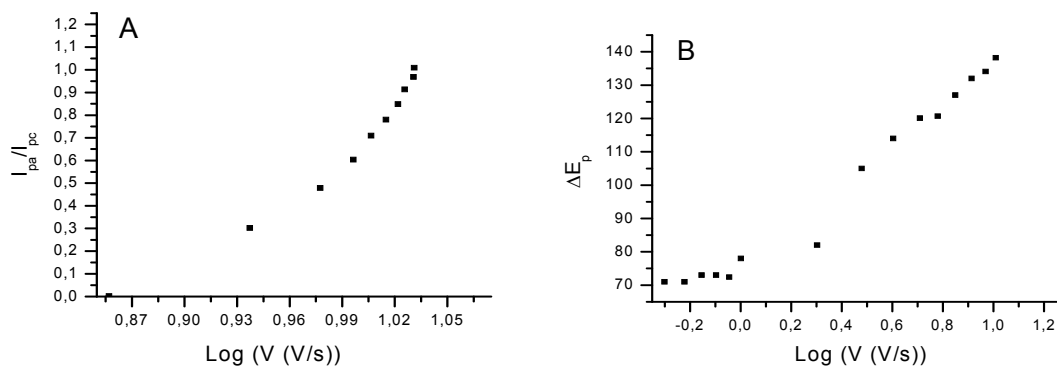 A
I_pa/I_pc
1,2
1,1
1,0
0,9
0,8
0,7
0,6
0,5
0,4
0,3
0,2
0,1
0,0
0,87 0,90 0,93 0,96 0,99 1,02 1,05
Log (V (V/s))
B
ΔE_p
140
130
120
110
100
90
80
70
-0,2 0,0 0,2 0,4 0,6 0,8 1,0 1,2
Log (V (V/s))